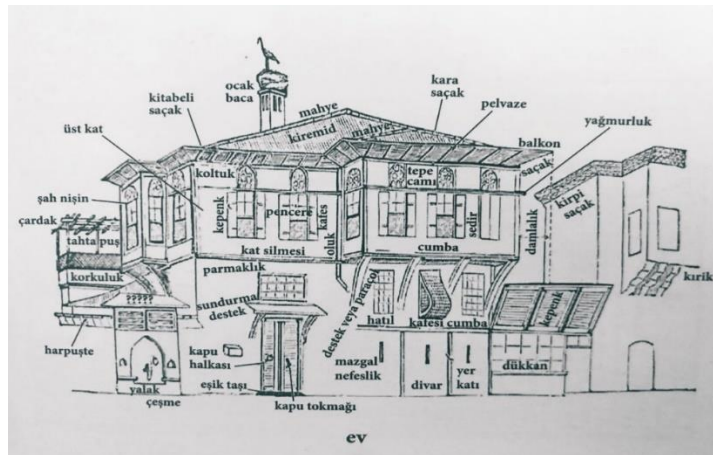 ocak
baca
kara
saçak
mahye
kitabeli
saçak
pelvaze
üst kat
kiremid
mahye
yağmurluk
balkon
saçak
koltuk
tepe
camı
kirpi
saçak
şah nişin
kepenk
pencere
kafes
sedir
çardak
tahta puş
oluk
damlalık
kat silmesi
cumba
korkuluk
parmaklık
kırik
sundurma
destek
destek veya paraçol
hatıl
kafesi cumba
kepenk
harpuşte
kapu
halkası
mazgal
nefeslik
yer
katı
dükkan
eşik taşı
divar
yalak
çeşme
kapu tokmağı
ev